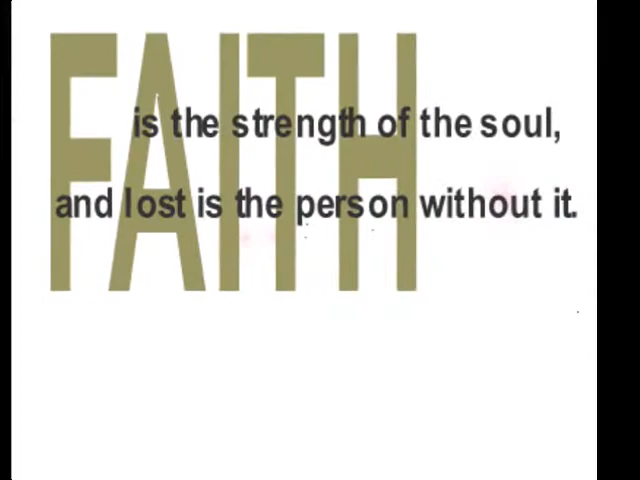 FAITH
is the strength of the soul,
and lost is the person without it.